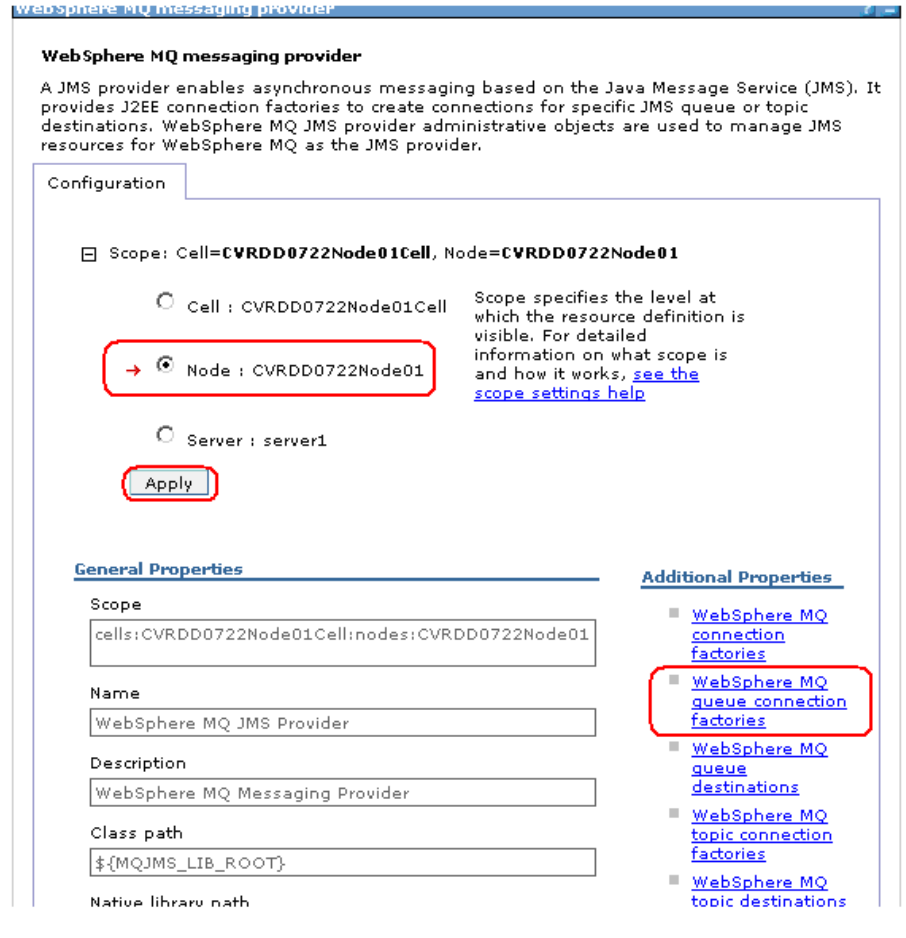 WebSphere MQ messaging provider
? –
WebSphere MQ messaging provider
A JMS provider enables asynchronous messaging based on the Java Message Service (JMS). It
provides J2EE connection factories to create connections for specific JMS queue or topic
destinations. WebSphere MQ JMS provider administrative objects are used to manage JMS
resources for WebSphere MQ as the JMS provider.
Configuration
Scope: Cell=CVRDD0722Node01Cell, Node=CVRDD0722Node01
Cell : CVRDD0722Node01Cell
Node : CVRDD0722Node01
Server : server1
Scope specifies the level at
which the resource definition is
visible. For detailed
information on what scope is
and how it works, see the
scope settings help
Apply
General Properties
Scope
cells:CVRDD0722Node01Cell:nodes:CVRDD0722Node01
Name
WebSphere MQ JMS Provider
Description
WebSphere MQ Messaging Provider
Class path
${MQJMS_LIB_ROOT}
Native library path
Additional Properties
WebSphere MQ
connection
factories
WebSphere MQ
queue connection
factories
WebSphere MQ
queue
destinations
WebSphere MQ
topic connection
factories
WebSphere MQ
topic destinations